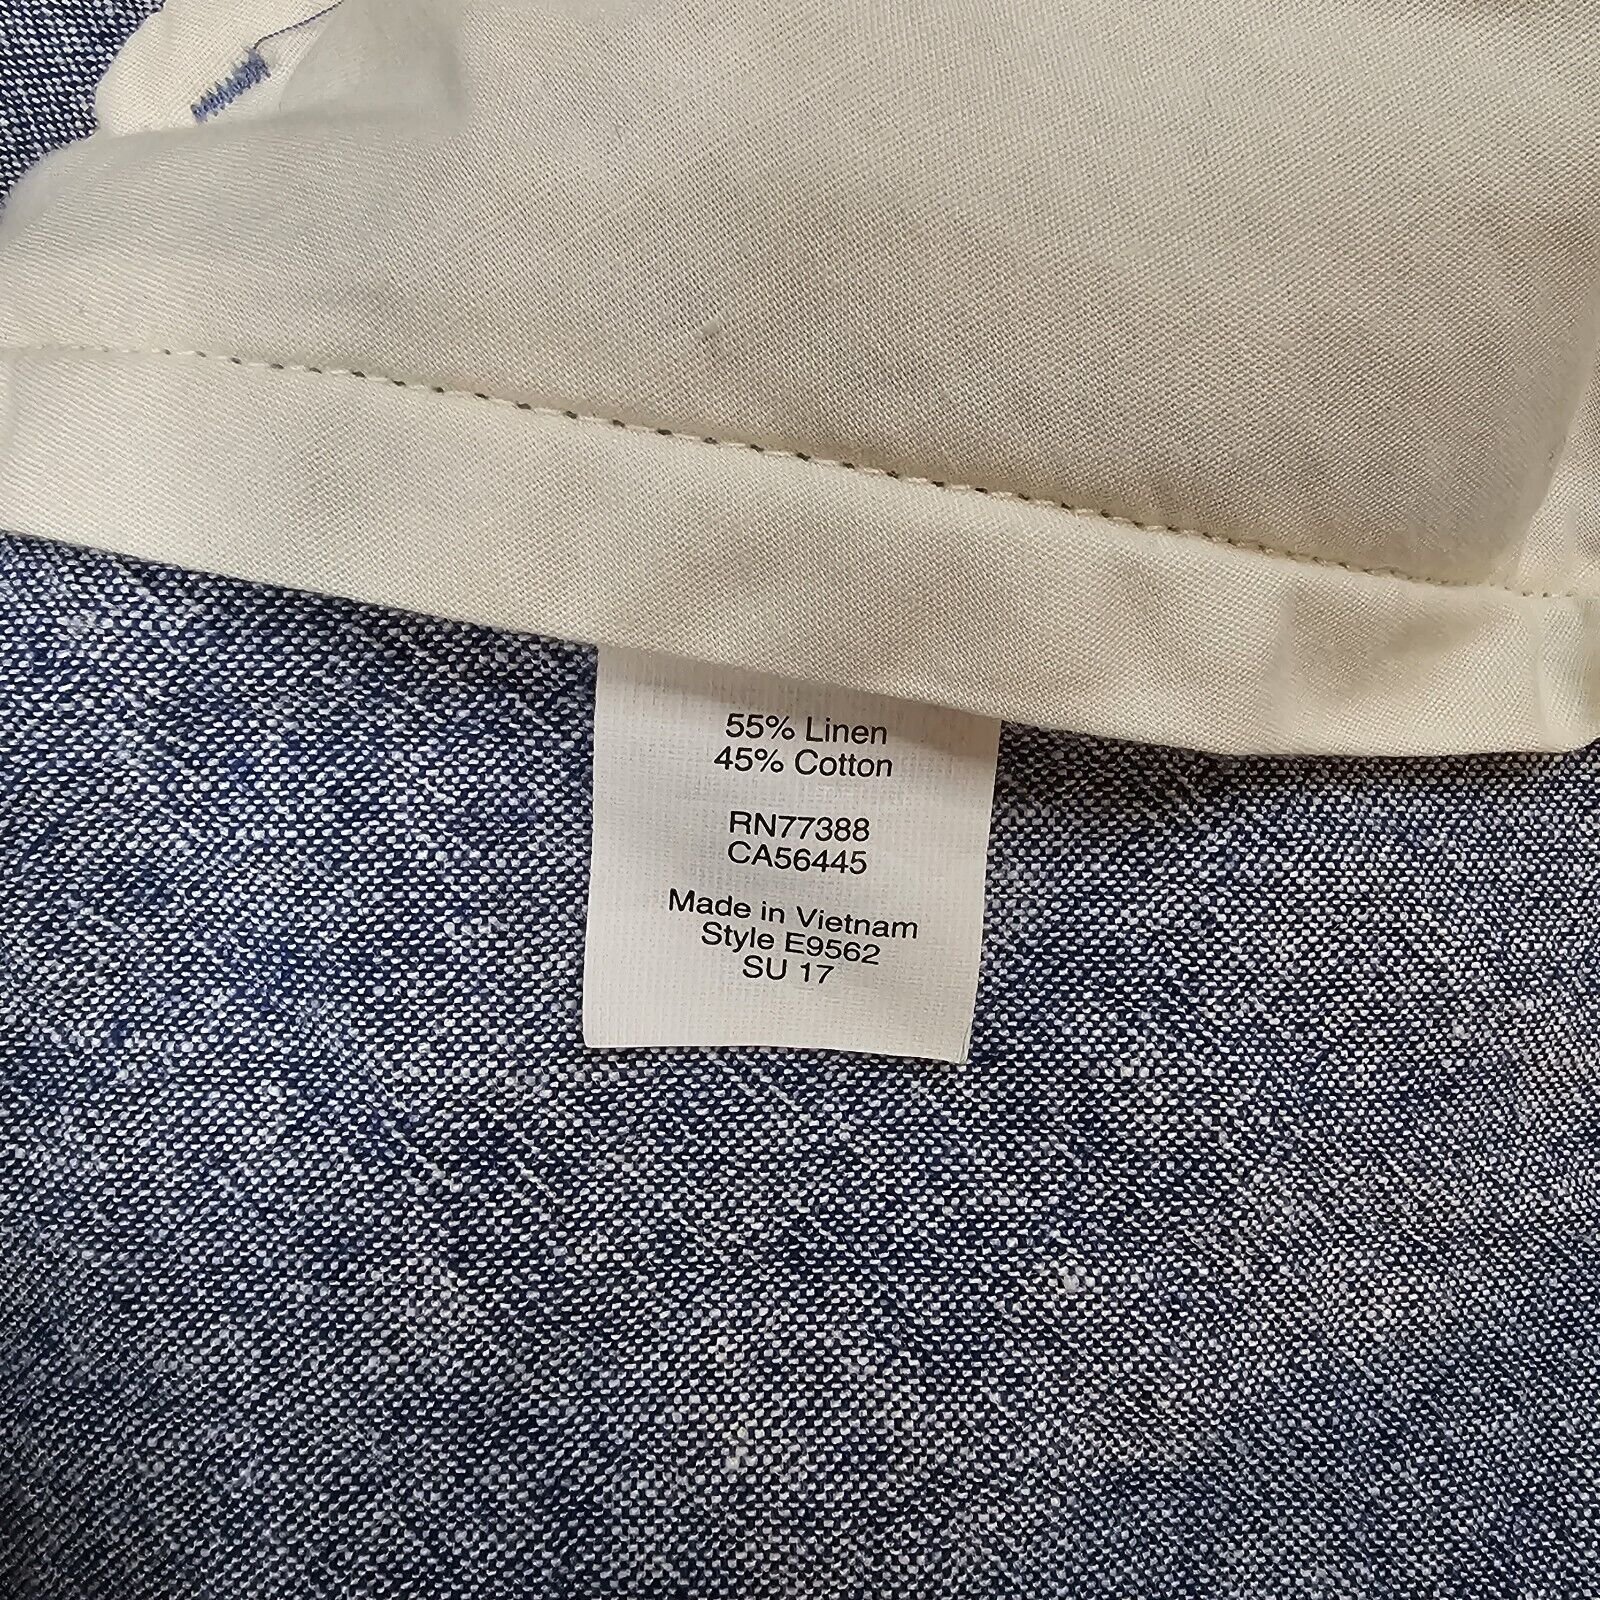 55% Linen
45% Cotton
RN77388
CA56445
Made in Vietnam
Style E9562
SU 17